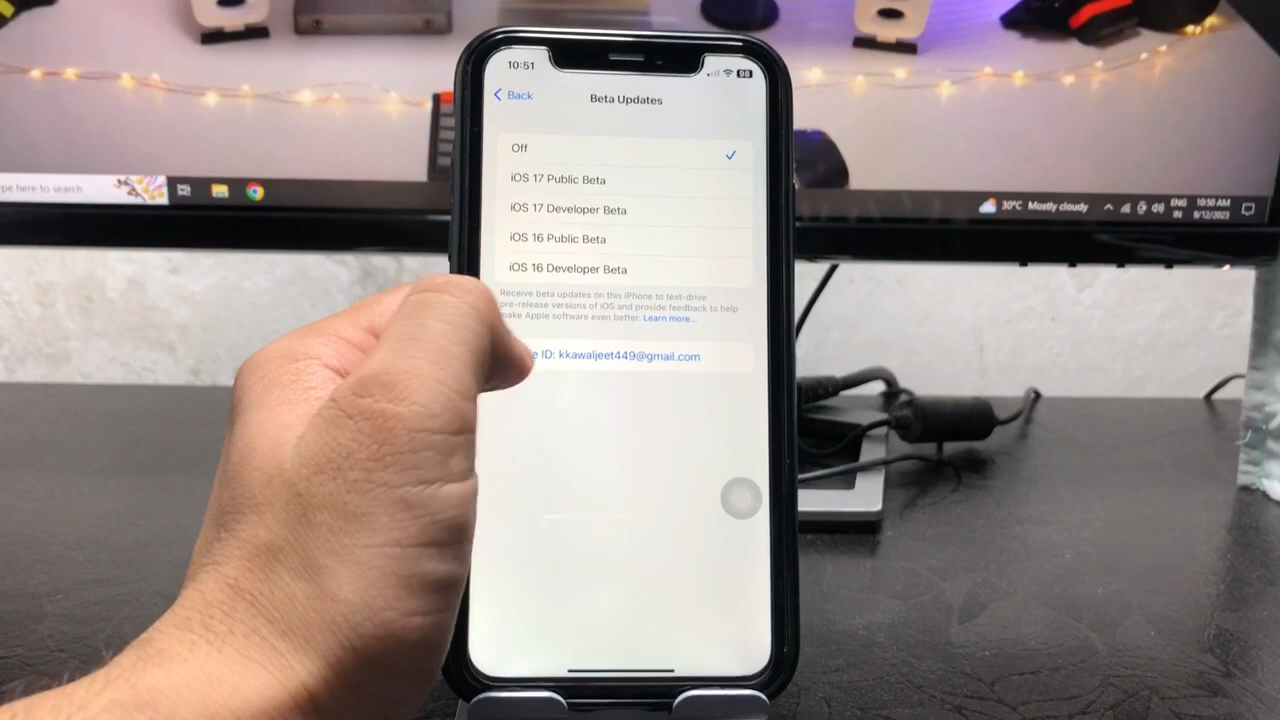 10:51
98
Back
Beta Updates
Off
iOS 17 Public Beta
iOS 17 Developer Beta
iOS 16 Public Beta
iOS 16 Developer Beta
Receive beta updates on this iPhone to test-drive
pre-release versions of iOS and provide feedback to help
make Apple software even better. Learn more...
ID: kkawaljeet449@gmail.com
pe here to search
30°C Mostly cloudy
ENG
IN
10:50 AM
9/12/2023